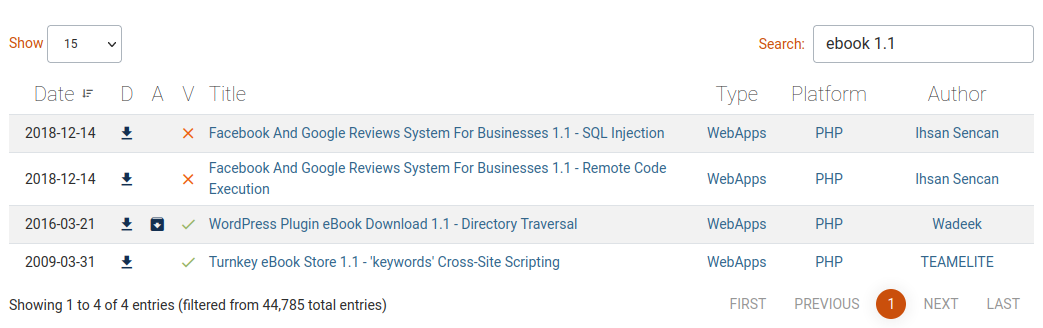 Show 15 Search: ebook 1.1
Date D A V Title Type Platform Author
2018-12-14 Facebook And Google Reviews System For Businesses 1.1 - SQL Injection WebApps PHP Ihsan Sencan
2018-12-14 Facebook And Google Reviews System For Businesses 1.1 - Remote Code
Execution WebApps PHP Ihsan Sencan
2016-03-21 WordPress Plugin eBook Download 1.1 - Directory Traversal WebApps PHP Wadeek
2009-03-31 Turnkey eBook Store 1.1 - 'keywords' Cross-Site Scripting WebApps PHP TEAMELITE
Showing 1 to 4 of 4 entries (filtered from 44,785 total entries) FIRST PREVIOUS 1 NEXT LAST